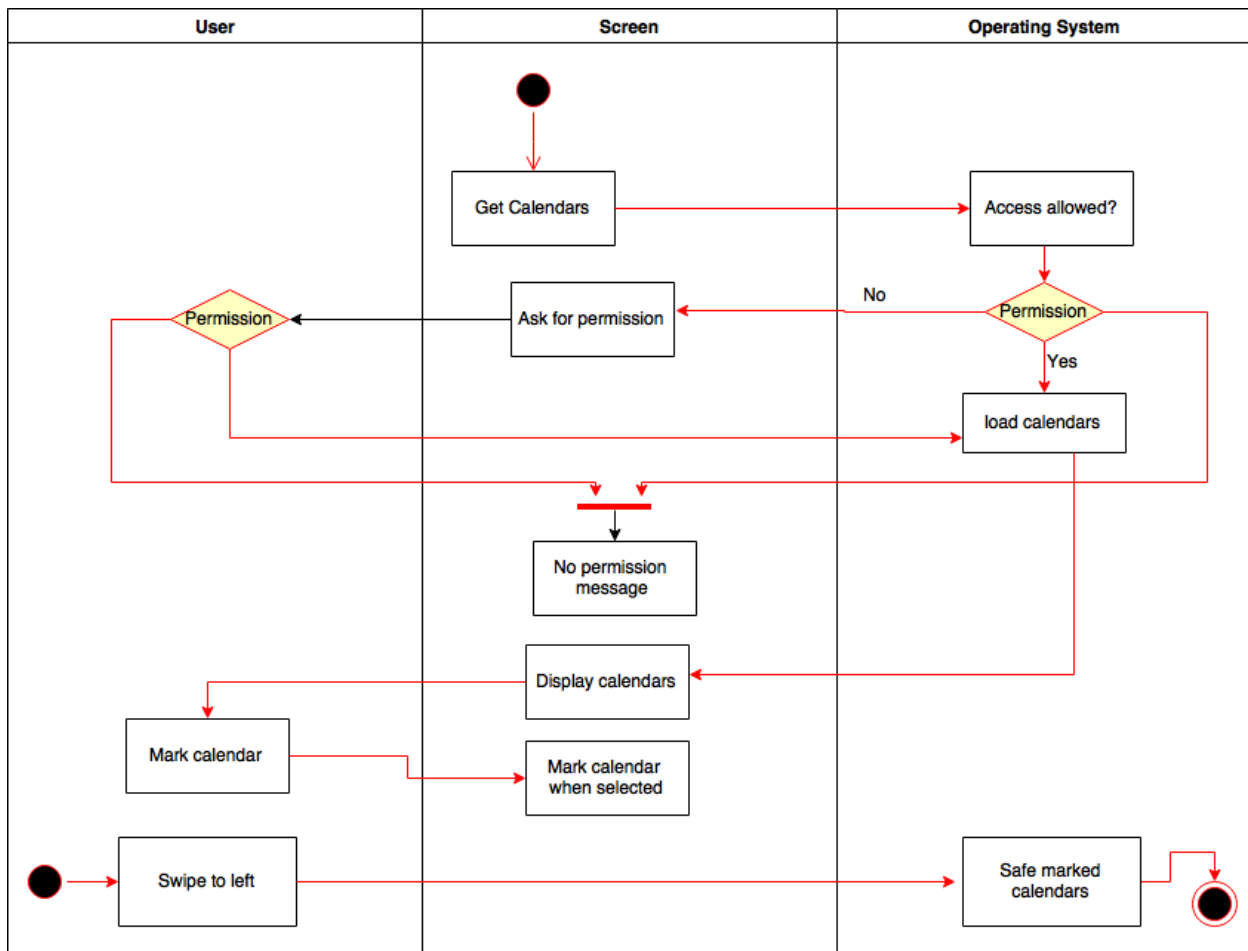 User
Screen
Operating System
Get Calendars
Access allowed?
No
Permission
Ask for permission
Permission
Yes
load calendars
No permission
message
Display calendars
Mark calendar
Mark calendar
when selected
Swipe to left
Safe marked
calendars